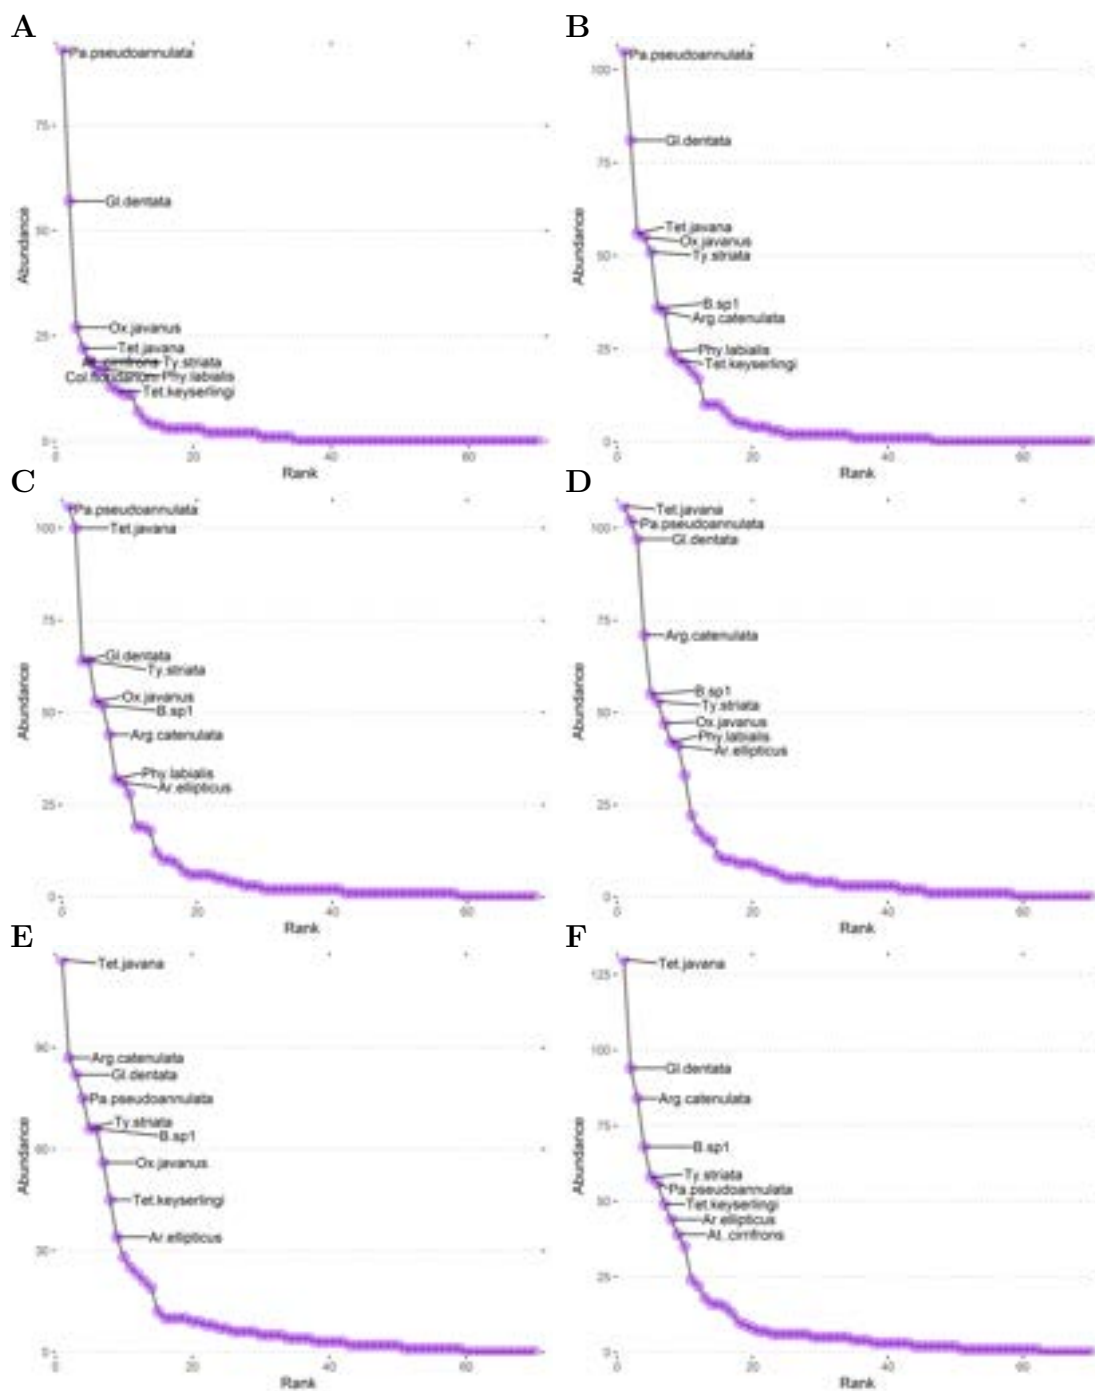 A
Pa.pseudoannulata
75
Gl.dentata
50
Ox.javanus
25
Tet.javana
At. cirrifrons Ty.striata
Phy.labialis
Tet.keyserlingi
0
0 20 40 60
Rank
Abundance
B
Pa.pseudoannulata
100
Gl.dentata
75
Tet.javana
Ox.javanus
50
Ty.striata
B.sp1
Arg.catenulata
Phy.labialis
25
Tet.keyserlingi
0
0 20 40 60
Rank
Abundance
C
Pa.pseudoannulata
100
Tet.javana
75
Gl.dentata
Ty.striata
Ox.javanus
50
B.sp1
Arg.catenulata
Phy.labialis
Ar.ellipticus
25
0
0 20 40 60
Rank
Abundance
D
Tet.javana
Pa.pseudoannulata
100
Gl.dentata
75
Arg.catenulata
B.sp1
Ty.striata
50
Ox.javanus
Phy.labialis
Ar.ellipticus
25
0
0 20 40 60
Rank
Abundance
E
Tet.javana
90
Arg.catenulata
Gl.dentata
Pa.pseudoannulata
Ty.striata
B.sp1
60
Ox.javanus
Tet.keyserlingi
Ar.ellipticus
30
0
0 20 40 60
Rank
Abundance
F
Tet.javana
125
100
Gl.dentata
Arg.catenulata
75
B.sp1
Ty.striata
Pa.pseudoannulata
50
Tet.keyserlingi
Ar.ellipticus
At. cirrifrons
25
0
0 20 40 60
Rank
Abundance